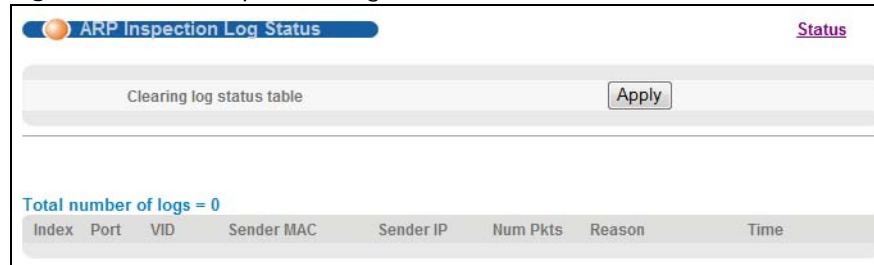 ARP Inspection Log Status
Status
Clearing log status table
Apply
Total number of logs = 0
Index Port VID Sender MAC Sender IP Num Pkts Reason Time